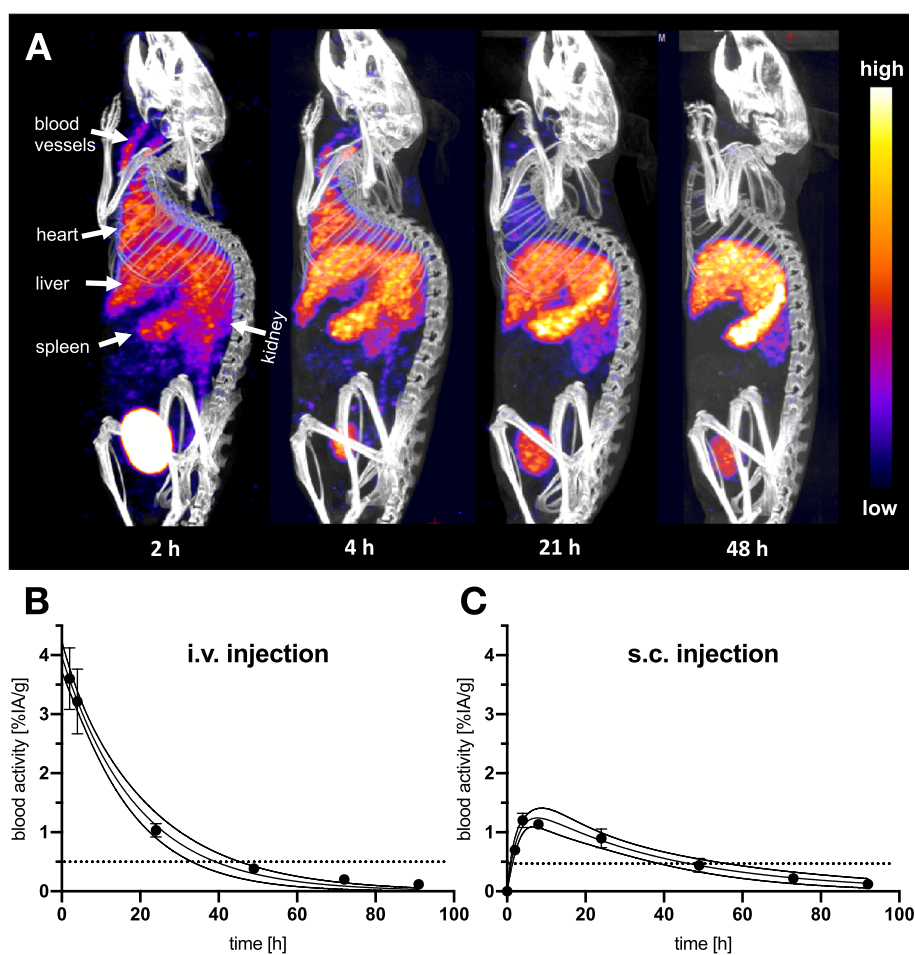 A
M
high
blood
vessels
heart
liver
spleen
kidney
low
2 h
4 h
21 h
48 h
B
i.v. injection
blood activity [%IA/g]
4
3
2
1
0
0 20 40 60 80 100
time [h]
C
s.c. injection
blood activity [%IA/g]
4
3
2
1
0
0 20 40 60 80 100
time [h]